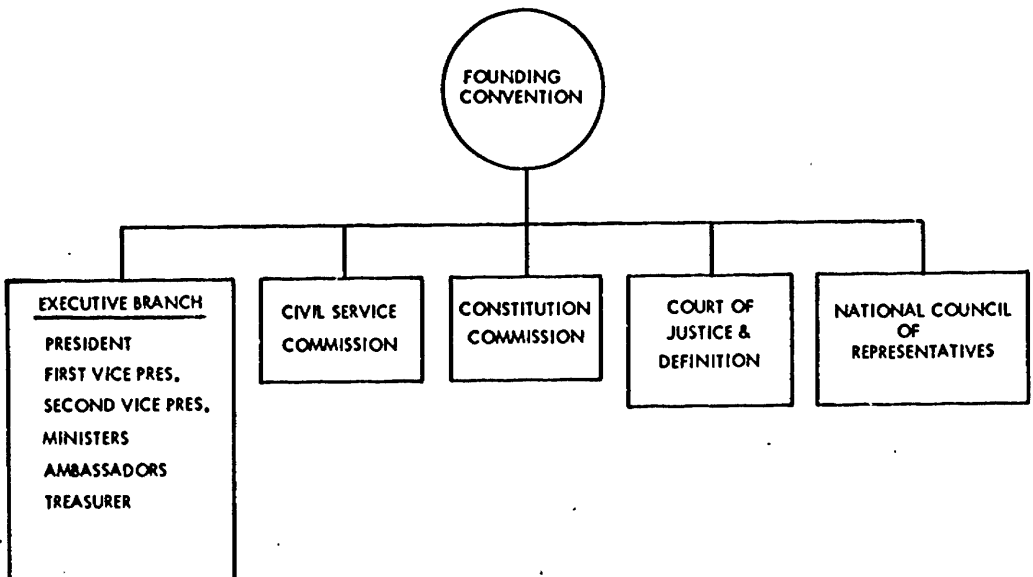 FOUNDING
CONVENTION
EXECUTIVE BRANCH
PRESIDENT
FIRST VICE PRES.
SECOND VICE PRES.
MINISTERS
AMBASSADORS
TREASURER
CIVIL SERVICE
COMMISSION
CONSTITUTION
COMMISSION
COURT OF
JUSTICE &
DEFINITION
NATIONAL COUNCIL
OF
REPRESENTATIVES